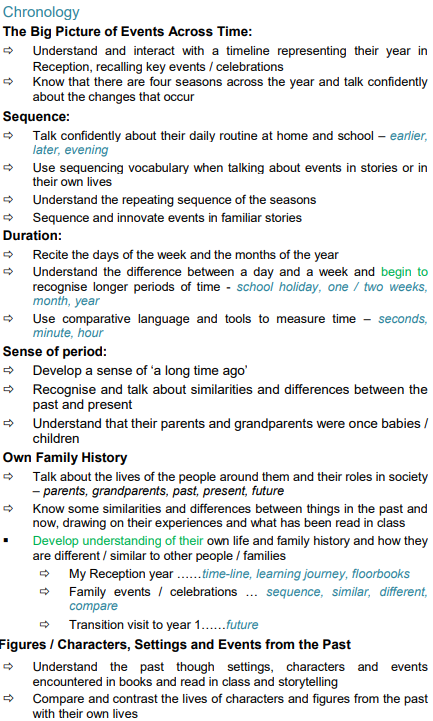 Chronology
The Big Picture of Events Across Time:
⇨ Understand and interact with a timeline representing their year in
Reception, recalling key events / celebrations
⇨ Know that there are four seasons across the year and talk confidently
about the changes that occur
Sequence:
⇨ Talk confidently about their daily routine at home and school – earlier,
later, evening
⇨ Use sequencing vocabulary when talking about events in stories or in
their own lives
⇨ Understand the repeating sequence of the seasons
⇨ Sequence and innovate events in familiar stories
Duration:
⇨ Recite the days of the week and the months of the year
⇨ Understand the difference between a day and a week and begin to
recognise longer periods of time - school holiday, one / two weeks,
month, year
⇨ Use comparative language and tools to measure time – seconds,
minute, hour
Sense of period:
⇨ Develop a sense of ‘a long time ago’
⇨ Recognise and talk about similarities and differences between the
past and present
⇨ Understand that their parents and grandparents were once babies /
children
Own Family History
⇨ Talk about the lives of the people around them and their roles in society
– parents, grandparents, past, present, future
⇨ Know some similarities and differences between things in the past and
now, drawing on their experiences and what has been read in class
▪ Develop understanding of their own life and family history and how they
are different / similar to other people / families
⇨ My Reception year ……time-line, learning journey, floorbooks
⇨ Family events / celebrations … sequence, similar, different,
compare
⇨ Transition visit to year 1……future
Figures / Characters, Settings and Events from the Past
⇨ Understand the past though settings, characters and events
encountered in books and read in class and storytelling
⇨ Compare and contrast the lives of characters and figures from the past
with their own lives